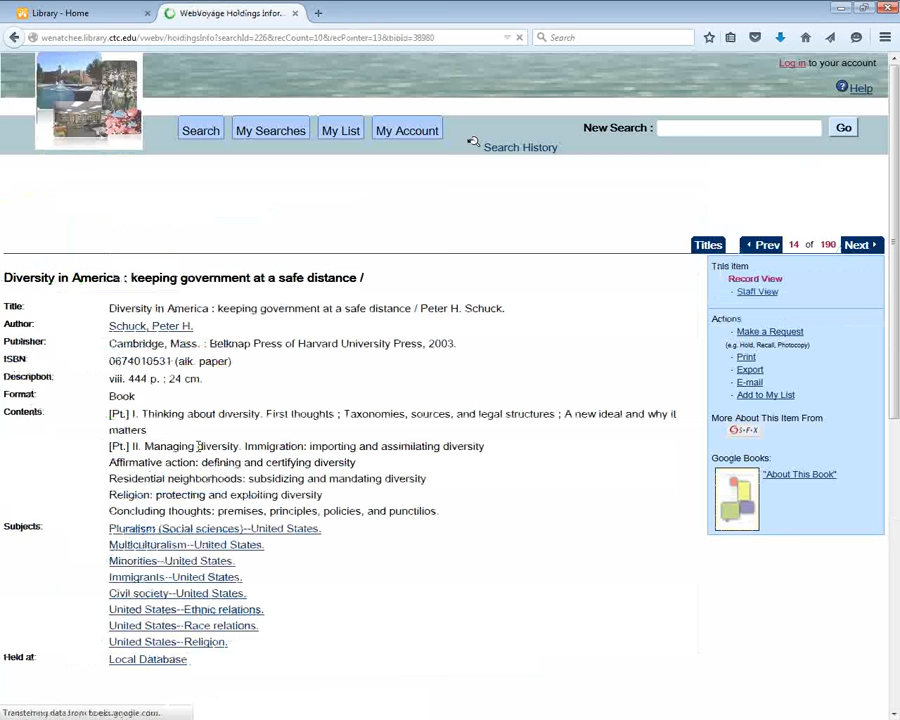 Library - Home
WebVoyage Holdings Infor...
wenatchee.library.ctc.edu/vwebv/holdingsInfo?searchId=226&recCount=10&recPointer=13&bibId=38980
Search
Log in to your account
Help
Search
My Searches
My List
My Account
New Search :
Go
Search History
Titles
Prev
14 of 190
Next
Diversity in America : keeping government at a safe distance /
Title: Diversity in America : keeping government at a safe distance / Peter H. Schuck.
Author: Schuck, Peter H.
Publisher: Cambridge, Mass. : Belknap Press of Harvard University Press, 2003.
ISBN: 0674010531 (alk. paper)
Description: viii. 444 p. ; 24 cm.
Format: Book
Contents: [Pt.] I. Thinking about diversity. First thoughts ; Taxonomies, sources, and legal structures ; A new ideal and why it
matters
[Pt.] II. Managing diversity. Immigration: importing and assimilating diversity
Affirmative action: defining and certifying diversity
Residential neighborhoods: subsidizing and mandating diversity
Religion: protecting and exploiting diversity
Concluding thoughts: premises, principles, policies, and punctilios.
Subjects: Pluralism (Social sciences)--United States.
Multiculturalism--United States.
Minorities--United States.
Immigrants--United States.
Civil society--United States.
United States--Ethnic relations.
United States--Race relations.
United States--Religion.
Held at: Local Database
This item
Record View
Staff View
Actions
Make a Request
(e.g. Hold, Recall, Photocopy)
Print
Export
E-mail
Add to My List
More About This Item From
S·F·X
Google Books:
"About This Book"
Transferring data from books.google.com...